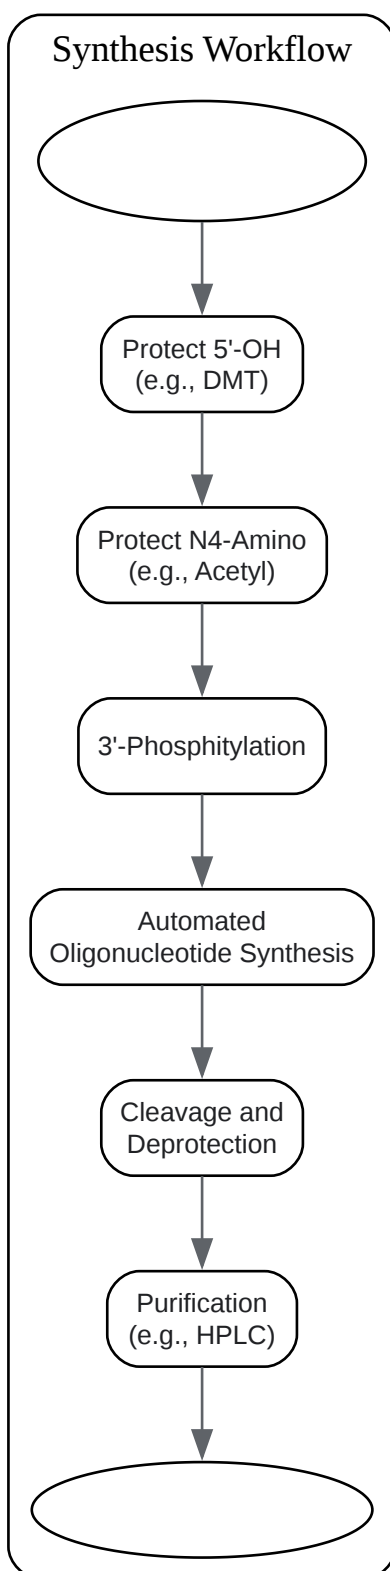 Synthesis Workflow
Protect 5'-OH
(e.g., DMT)
Protect N4-Amino
(e.g., Acetyl)
3'-Phosphitylation
Automated
Oligonucleotide Synthesis
Cleavage and
Deprotection
Purification
(e.g., HPLC)